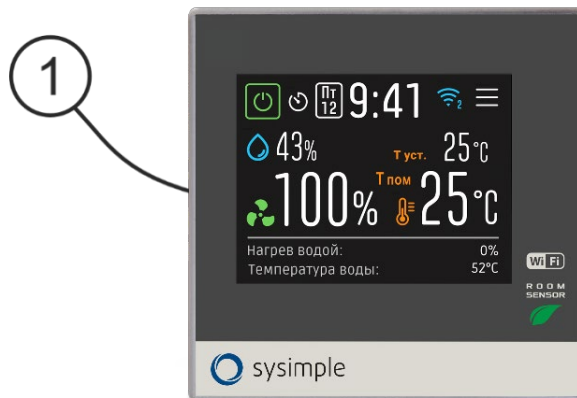 1
Пт
12
9:41
2
43%
Т уст. 25°C
100%
Т пом
25°C
Нагрев водой: 0%
Температура воды: 52°C
Wi Fi
ROOM
SENSOR
sysimple